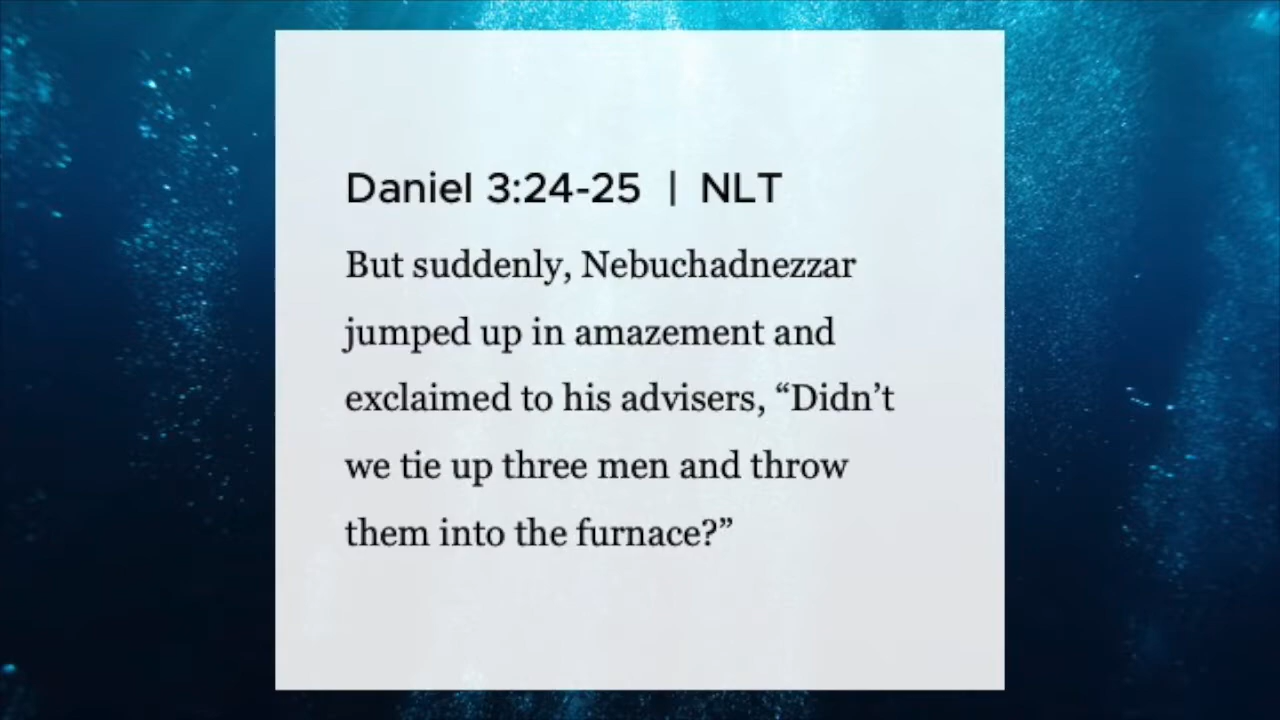 Daniel 3:24-25 | NLT
But suddenly, Nebuchadnezzar
jumped up in amazement and
exclaimed to his advisers, “Didn’t
we tie up three men and throw
them into the furnace?”